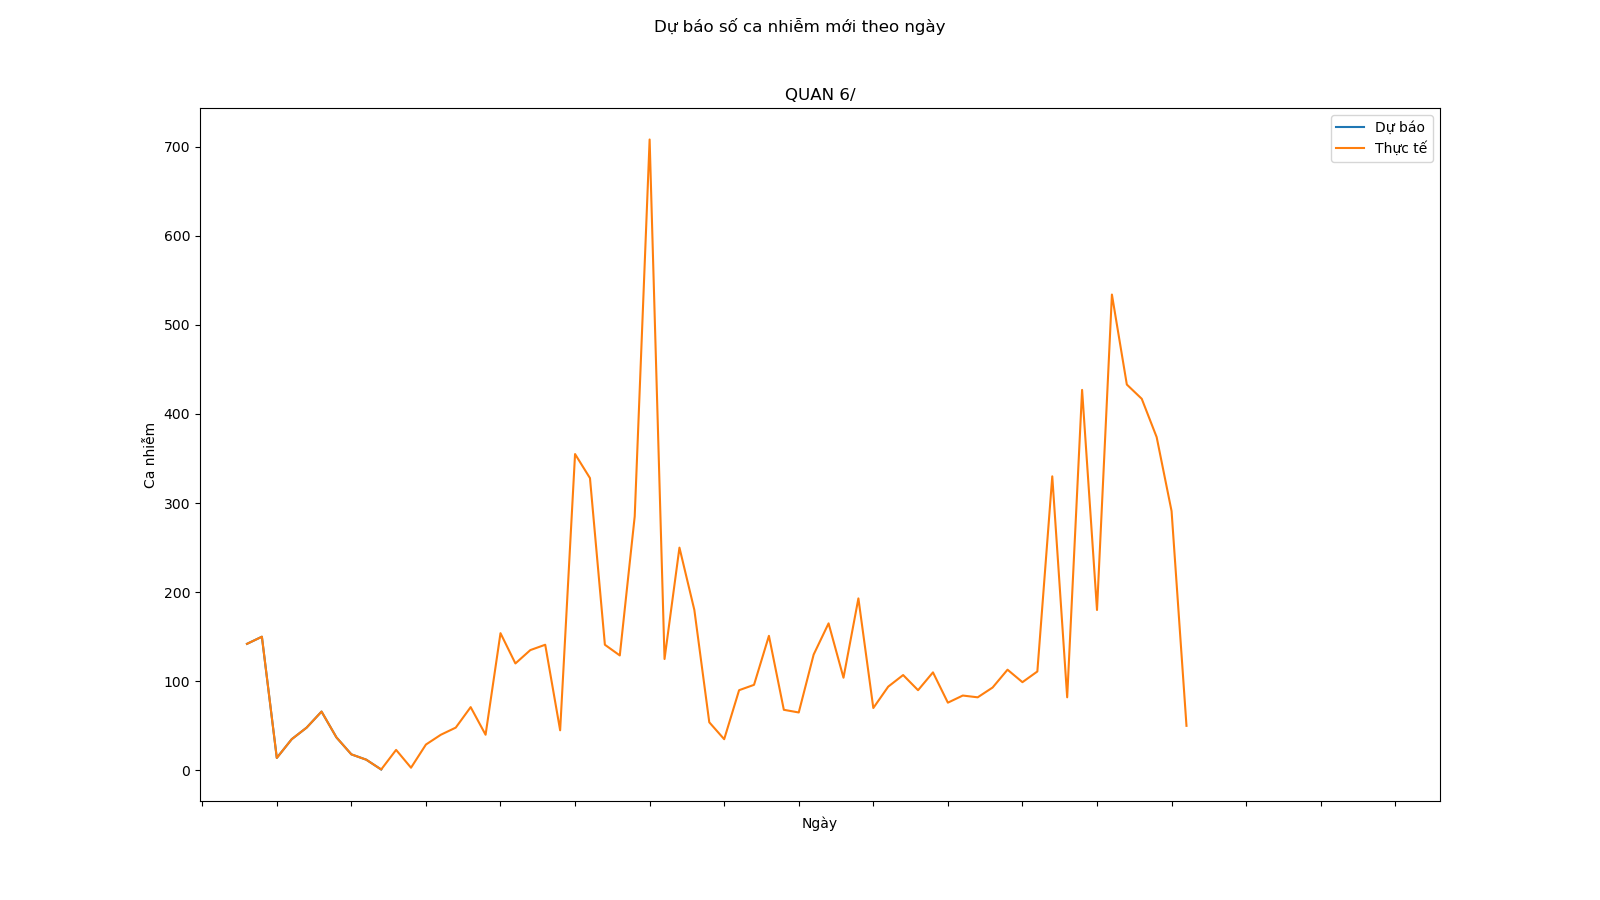 Dự báo số ca nhiễm mới theo ngày
QUAN 6/
Dự báo
Thực tế
700
600
500
400
300
200
100
0
Ca nhiễm
Ngày